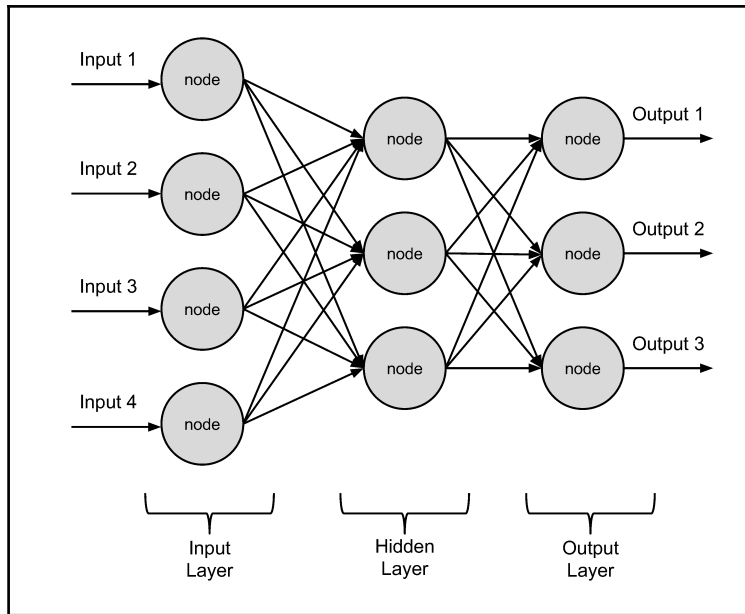 Input 1
node
node
Output 1
node
Input 2
node
node
Output 2
node
Input 3
node
node
Output 3
node
Input 4
node
Input
Layer
Hidden
Layer
Output
Layer